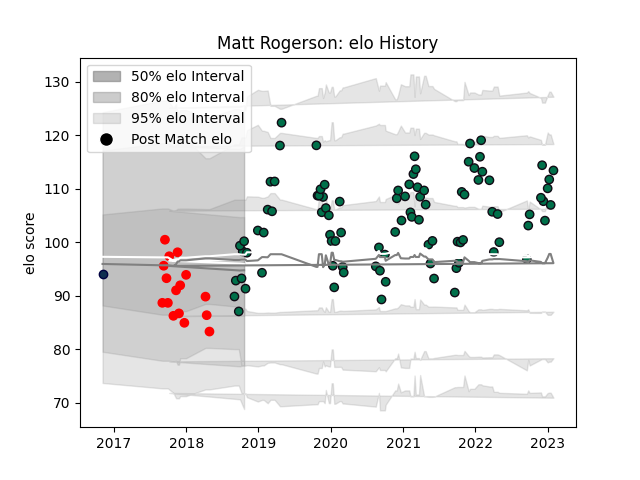 Matt Rogerson: elo History
50% elo Interval
80% elo Interval
95% elo Interval
Post Match elo
elo score
130
120
110
100
90
80
70
2017 2018 2019 2020 2021 2022 2023